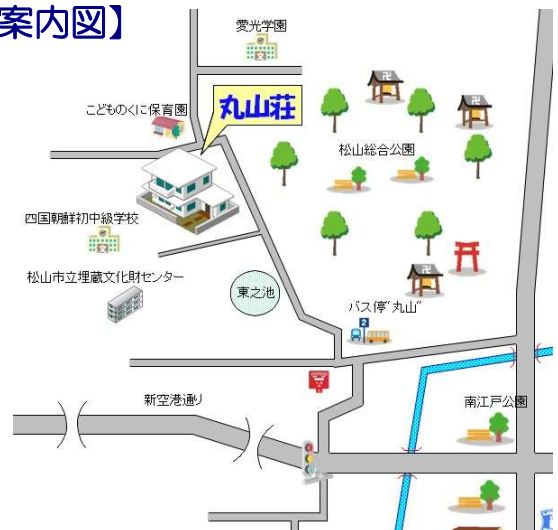 案内図】
愛光学園
こどものくに保育園
丸山荘
松山総合公園
四国朝鮮初中級学校
松山市立埋蔵文化財センター
東之池
バス停"丸山"
2
新空港通り
南江戸公園